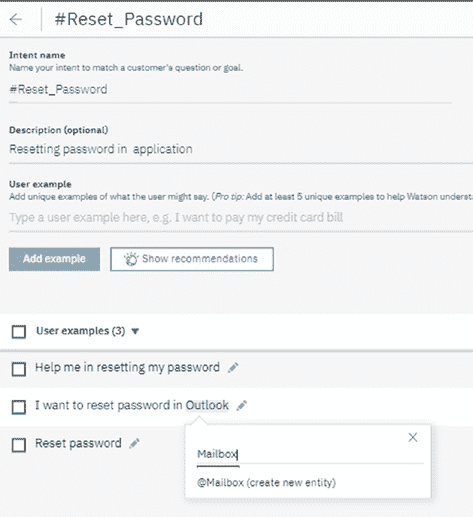 #Reset_Password
Intent name
Name your intent to match a customer's question or goal.
#Reset_Password
Description (optional)
Resetting password in application
User example
Add unique examples of what the user might say. (Pro tip: Add at least 5 unique examples to help Watson understa
Type a user example here, e.g. I want to pay my credit card bill
Add example
Show recommendations
User examples (3) ▼
Help me in resetting my password
I want to reset password in Outlook
Reset password
Mailbox
@Mailbox (create new entity)